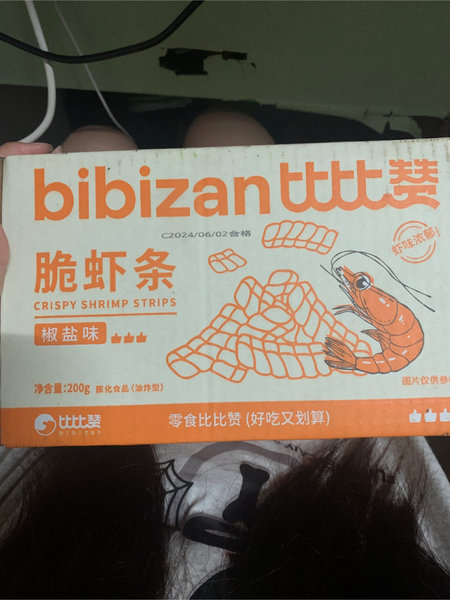 bibizan比比赞
C2024/06/02合格
虾味浓郁!
脆虾条
CRISPY SHRIMP STRIPS
椒盐味
净含量:200g 膨化食品(油炸型)
图片仅供参
比比赞
bibizan
零食比比赞(好吃又划算)